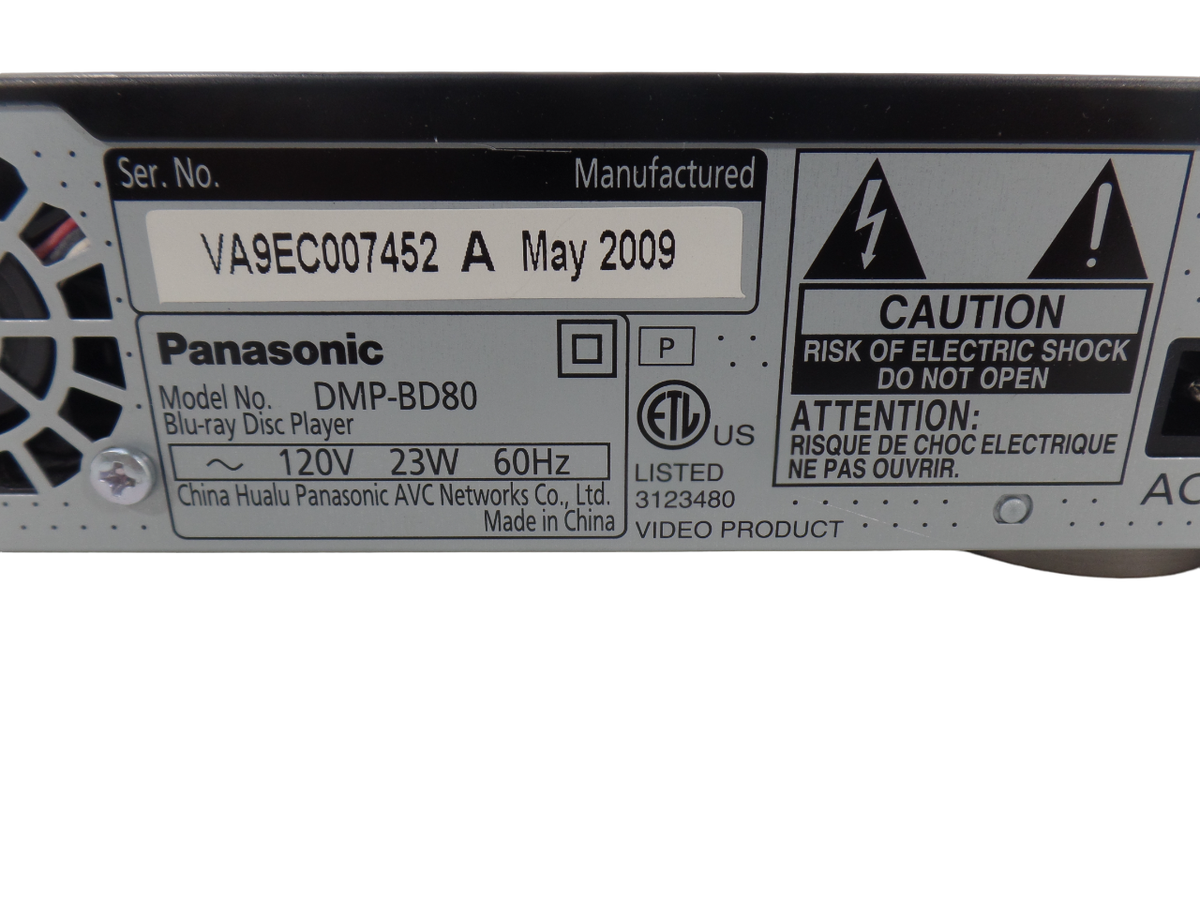 Ser. No. Manufactured
VA9EC007452 A May 2009
Panasonic
Model No. DMP-BD80
Blu-ray Disc Player
~ 120V 23W 60Hz
China Hualu Panasonic AVC Networks Co., Ltd.
Made in China
P
ETL US
LISTED
3123480
VIDEO PRODUCT
CAUTION
RISK OF ELECTRIC SHOCK
DO NOT OPEN
ATTENTION:
RISQUE DE CHOC ELECTRIQUE
NE PAS OUVRIR.
AC